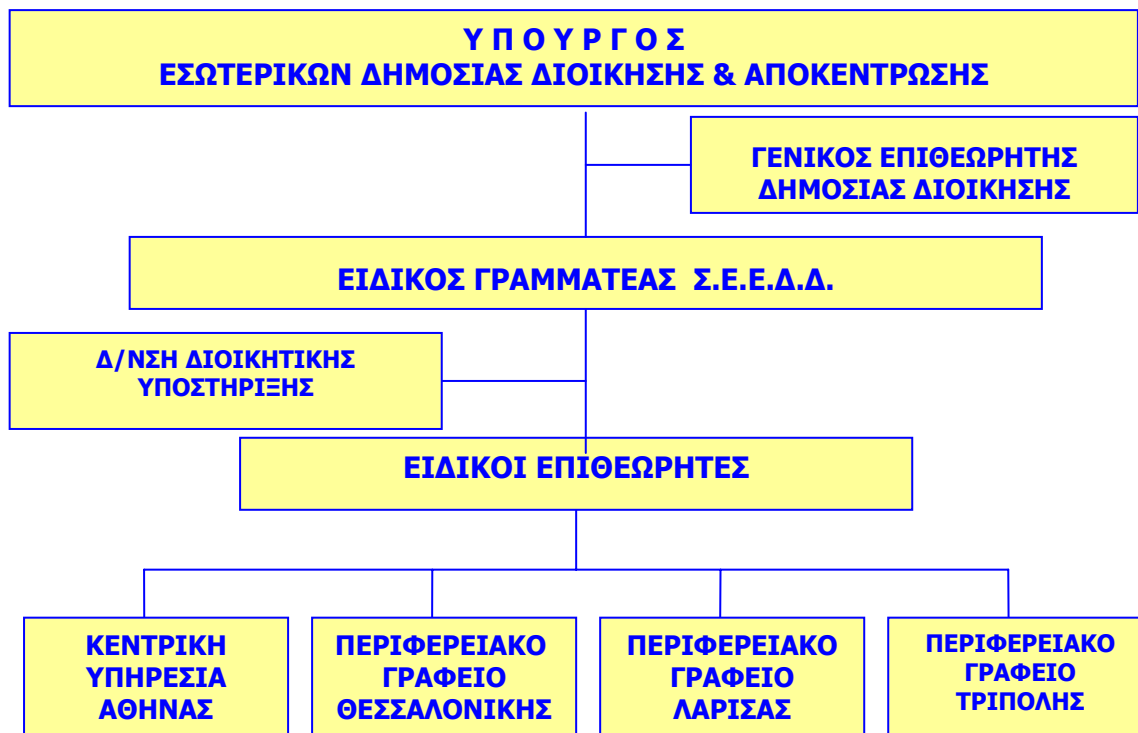 Υ Π Ο Υ Ρ Γ Ο Σ
ΕΣΩΤΕΡΙΚΩΝ ΔΗΜΟΣΙΑΣ ΔΙΟΙΚΗΣΗΣ & ΑΠΟΚΕΝΤΡΩΣΗΣ
ΓΕΝΙΚΟΣ ΕΠΙΘΕΩΡΗΤΗΣ
ΔΗΜΟΣΙΑΣ ΔΙΟΙΚΗΣΗΣ
ΕΙΔΙΚΟΣ ΓΡΑΜΜΑΤΕΑΣ Σ.Ε.Ε.Δ.Δ.
Δ/ΝΣΗ ΔΙΟΙΚΗΤΙΚΗΣ
ΥΠΟΣΤΗΡΙΞΗΣ
ΕΙΔΙΚΟΙ ΕΠΙΘΕΩΡΗΤΕΣ
ΚΕΝΤΡΙΚΗ
ΥΠΗΡΕΣΙΑ
ΑΘΗΝΑΣ
ΠΕΡΙΦΕΡΕΙΑΚΟ
ΓΡΑΦΕΙΟ
ΘΕΣΣΑΛΟΝΙΚΗΣ
ΠΕΡΙΦΕΡΕΙΑΚΟ
ΓΡΑΦΕΙΟ
ΛΑΡΙΣΑΣ
ΠΕΡΙΦΕΡΕΙΑΚΟ
ΓΡΑΦΕΙΟ
ΤΡΙΠΟΛΗΣ